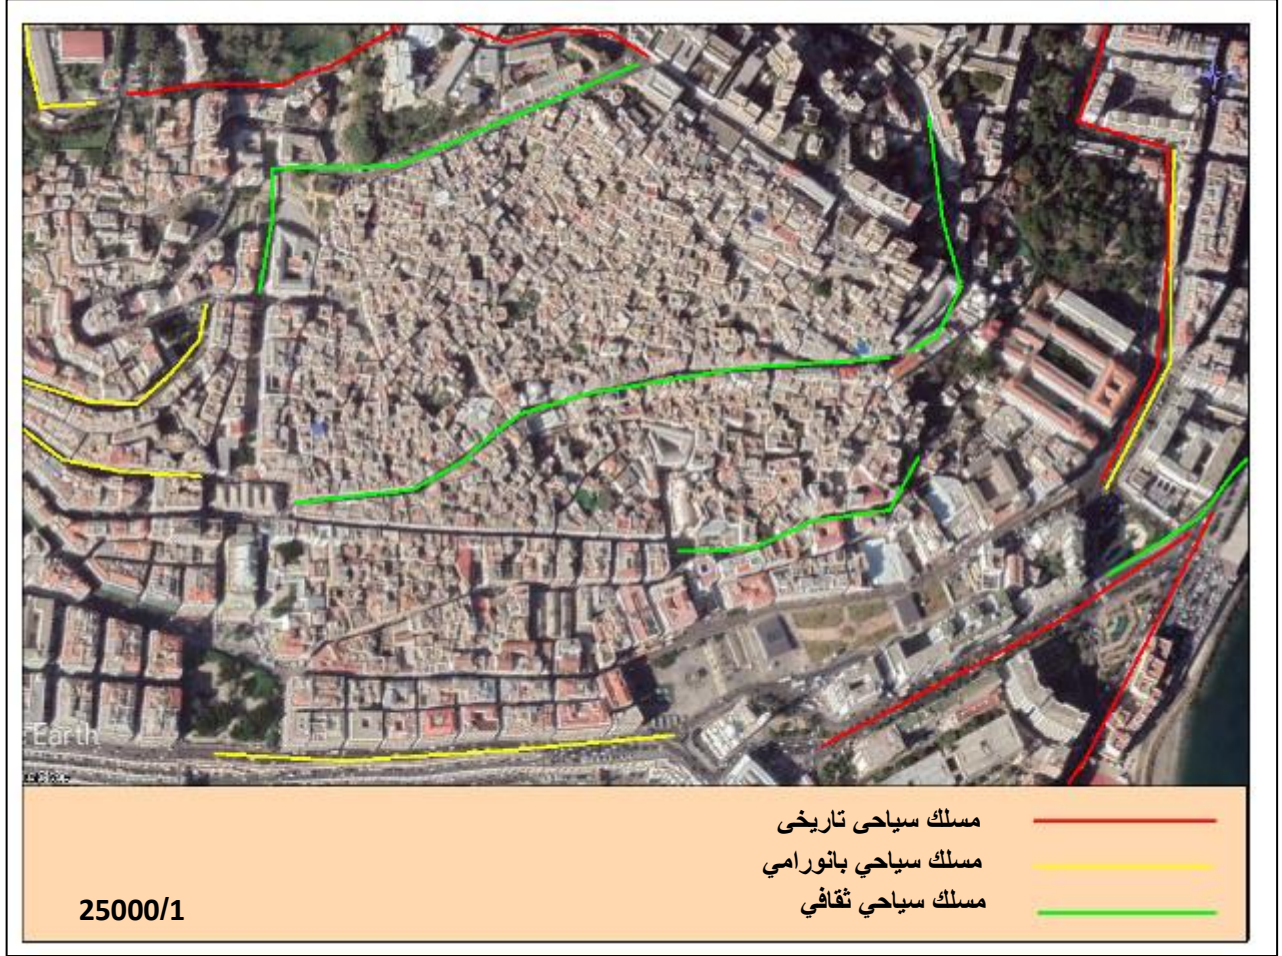 Earth
مسلك سياحى تاريخى
مسلك سياحي بانورامي
مسلك سياحي ثقافي
25000/1